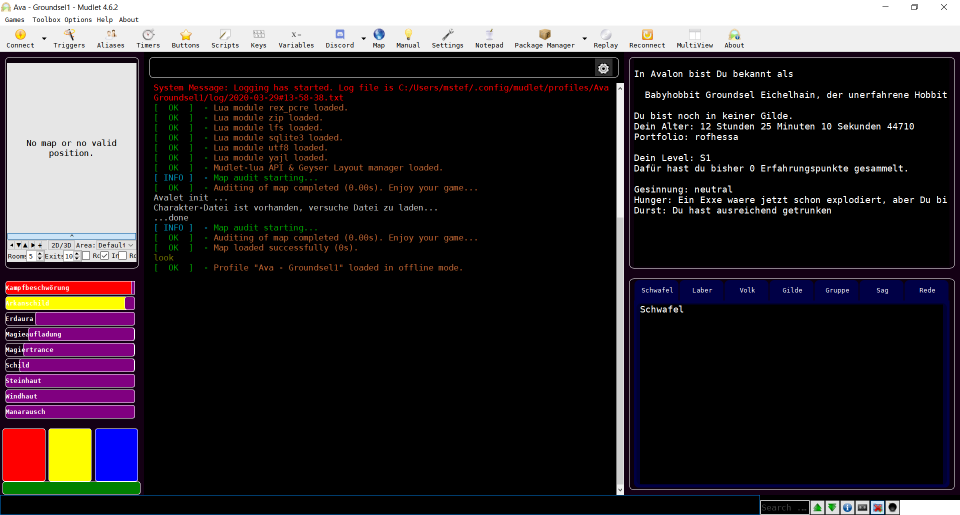 Ava - Groundsel1 - Mudlet 4.6.2
Games Toolbox Options Help About
Connect Triggers Aliases Timers Buttons Scripts Keys Variables Discord Map Manual Settings Notepad Package Manager Replay Reconnect MultiView About
No map or no valid
position.
^
2D/3D Area: Defaul
Rooms 5 Exits 10
Kampfbeschwörung
Erdaura
Magieaufladung
Magiertrance
Schild
Steinhaut
Windhaut
Manarausch
System Message: Logging has started. Log file is C:/Users/mstef/.config/mudlet/profiles/Ava -
Groundsel1/log/2020-03-29#13-58-38.txt
[ OK ] - Lua module rex_pcre loaded.
[ OK ] - Lua module zip loaded.
[ OK ] - Lua module lfs loaded.
[ OK ] - Lua module sqlite3 loaded.
[ OK ] - Lua module utf8 loaded.
[ OK ] - Lua module yajl loaded.
[ OK ] - Mudlet-lua API & Geyser Layout manager loaded.
[ INFO ] - Map audit starting...
[ OK ] - Auditing of map completed (0.00s). Enjoy your game...
Avalet init ...
Charakter-Datei ist vorhanden, versuche Datei zu laden...
...done
[ INFO ] - Map audit starting...
[ OK ] - Auditing of map completed (0.00s). Enjoy your game...
[ OK ] - Map loaded successfully (0s).
look
[ OK ] - Profile "Ava - Groundsel1" loaded in offline mode.
In Avalon bist Du bekannt als
Babyhobbit Groundsel Eichelhain, der unerfahrene Hobbit
Du bist noch in keiner Gilde.
Dein Alter: 12 Stunden 25 Minuten 10 Sekunden 44710
Portfolio: rofhessa
Dein Level: S1
Dafür hast du bisher 0 Erfahrungspunkte gesammelt.
Gesinnung: neutral
Hunger: Ein Exxe waere jetzt schon explodiert, aber Du bi
Durst: Du hast ausreichend getrunken
Schwafel Laber Volk Gilde Gruppe Sag Rede
Schwafel
Search ...